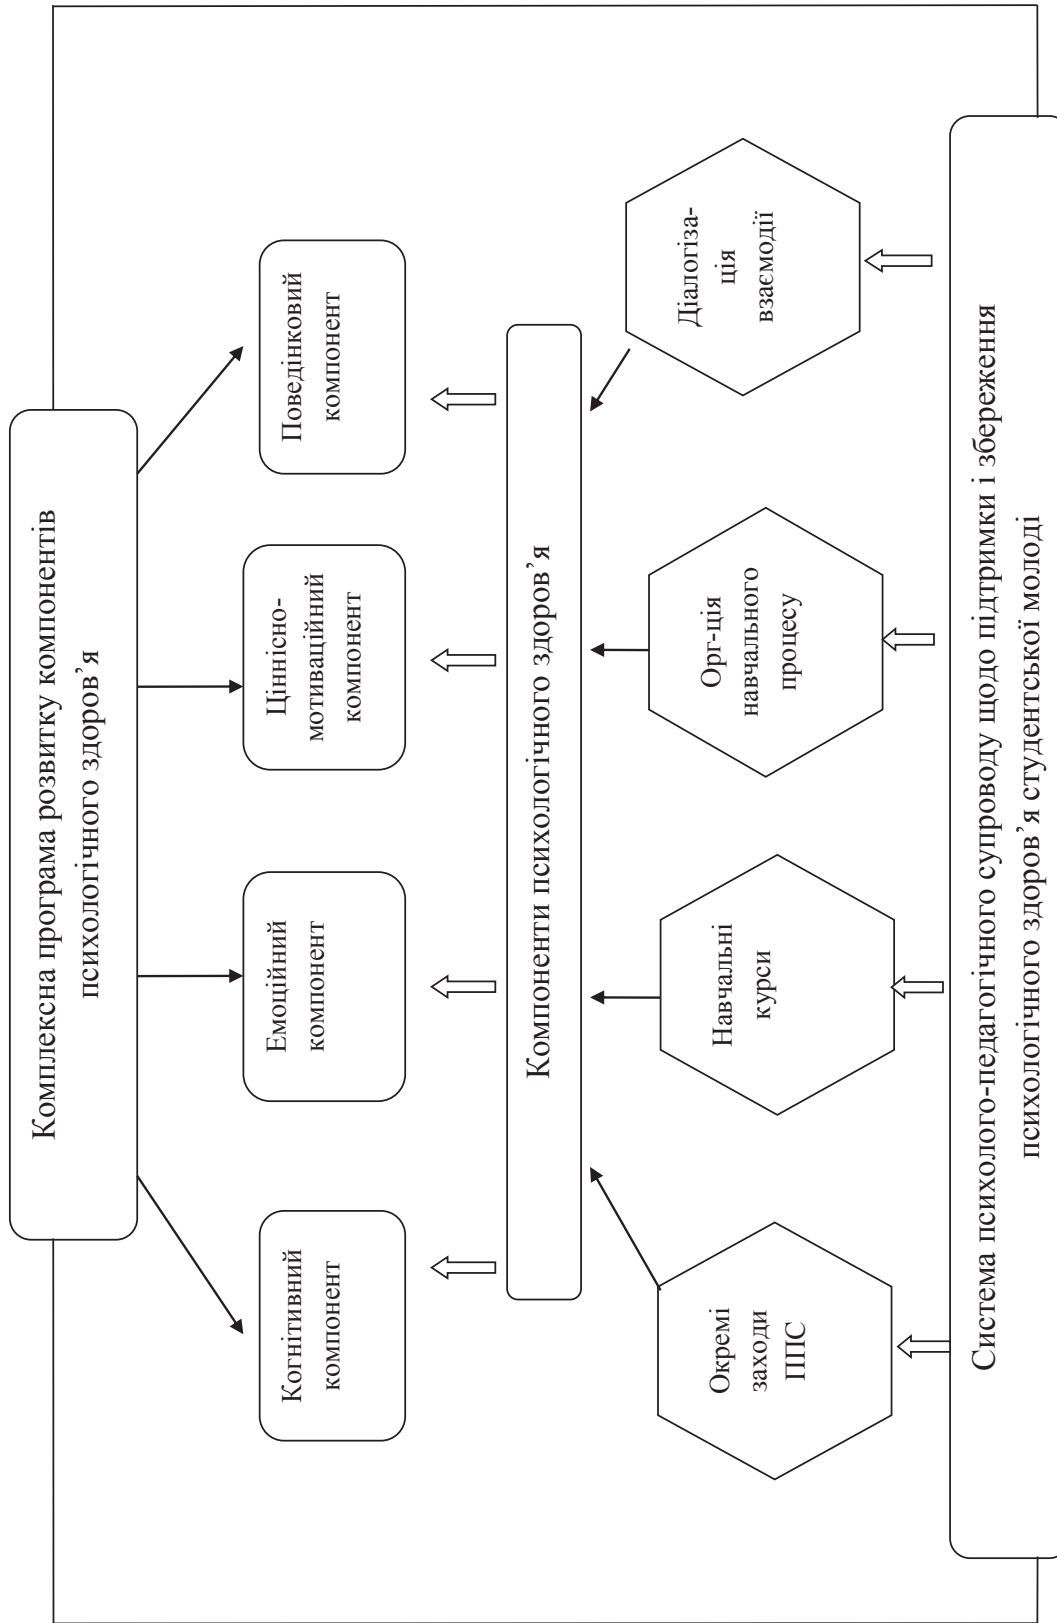 Комплексна програма розвитку компонентів
психологічного здоров’я
Когнітивний
компонент
Емоційний
компонент
Ціннісно-
мотиваційний
компонент
Поведінковий
компонент
Компоненти психологічного здоров’я
Окремі
заходи
ППС
Навчальні
курси
Орг-ція
навчального
процесу
Діалогіза-
ція
взаємодії
Система психолого-педагогічного супроводу щодо підтримки і збереження
психологічного здоров’я студентської молоді